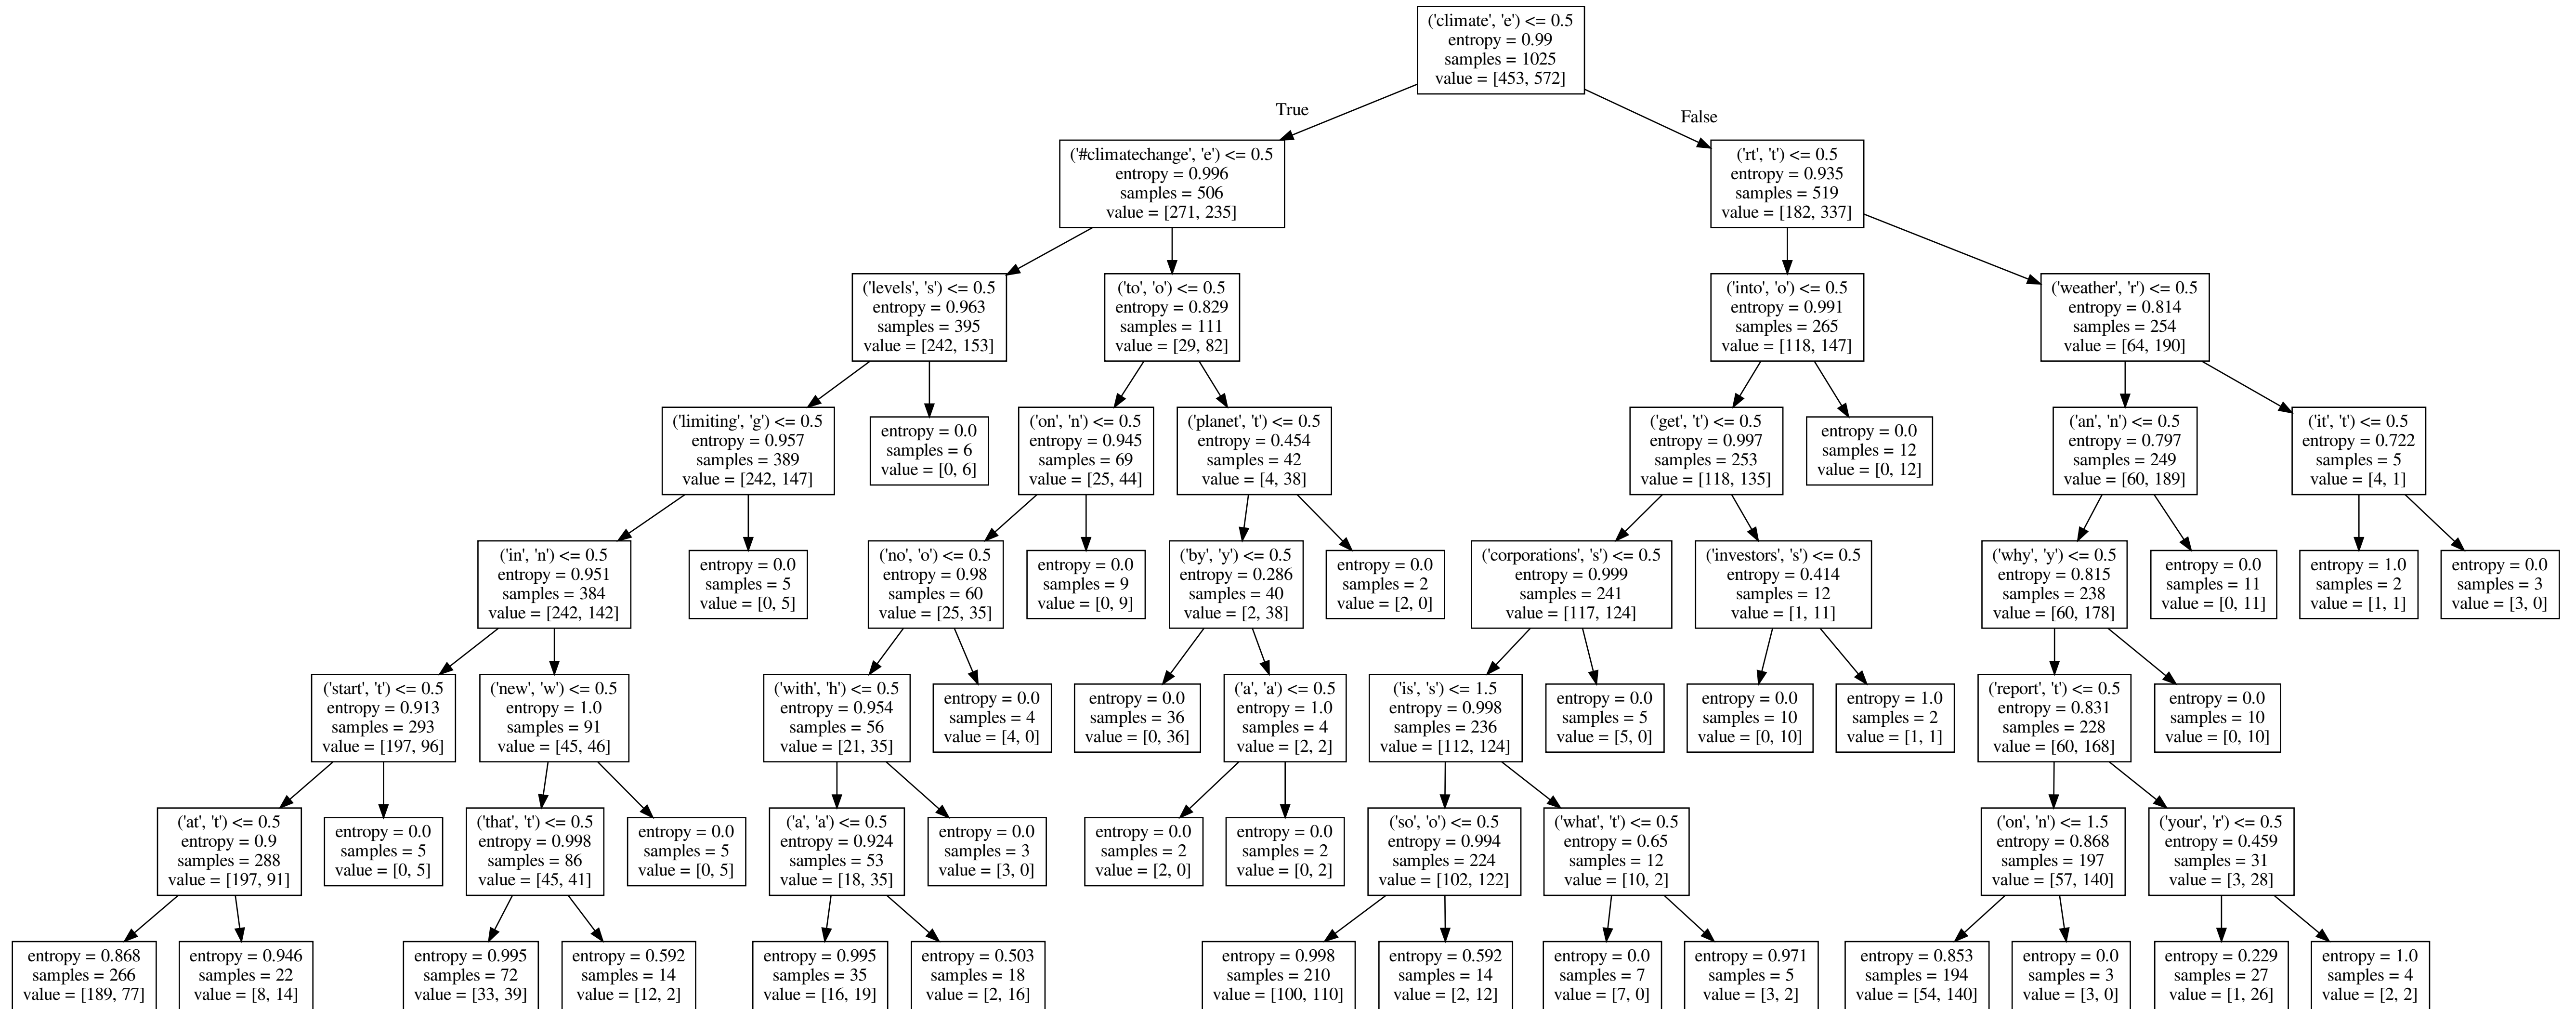 ('climate', 'e') <= 0.5
entropy = 0.99
samples = 1025
value = [453, 572]
True
False
('#climatechange', 'e') <= 0.5
entropy = 0.996
samples = 506
value = [271, 235]
('rt', 't') <= 0.5
entropy = 0.935
samples = 519
value = [182, 337]
('levels', 's') <= 0.5
entropy = 0.963
samples = 395
value = [242, 153]
('to', 'o') <= 0.5
entropy = 0.829
samples = 111
value = [29, 82]
('into', 'o') <= 0.5
entropy = 0.991
samples = 265
value = [118, 147]
('weather', 'r') <= 0.5
entropy = 0.814
samples = 254
value = [64, 190]
('limiting', 'g') <= 0.5
entropy = 0.957
samples = 389
value = [242, 147]
entropy = 0.0
samples = 6
value = [0, 6]
('on', 'n') <= 0.5
entropy = 0.945
samples = 69
value = [25, 44]
('planet', 't') <= 0.5
entropy = 0.454
samples = 42
value = [4, 38]
('get', 't') <= 0.5
entropy = 0.997
samples = 253
value = [118, 135]
entropy = 0.0
samples = 12
value = [0, 12]
('an', 'n') <= 0.5
entropy = 0.797
samples = 249
value = [60, 189]
('it', 't') <= 0.5
entropy = 0.722
samples = 5
value = [4, 1]
('in', 'n') <= 0.5
entropy = 0.951
samples = 384
value = [242, 142]
entropy = 0.0
samples = 5
value = [0, 5]
('no', 'o') <= 0.5
entropy = 0.98
samples = 60
value = [25, 35]
entropy = 0.0
samples = 9
value = [0, 9]
('by', 'y') <= 0.5
entropy = 0.286
samples = 40
value = [2, 38]
entropy = 0.0
samples = 2
value = [2, 0]
('corporations', 's') <= 0.5
entropy = 0.999
samples = 241
value = [117, 124]
('investors', 's') <= 0.5
entropy = 0.414
samples = 12
value = [1, 11]
('why', 'y') <= 0.5
entropy = 0.815
samples = 238
value = [60, 178]
entropy = 0.0
samples = 11
value = [0, 11]
entropy = 1.0
samples = 2
value = [1, 1]
entropy = 0.0
samples = 3
value = [3, 0]
('start', 't') <= 0.5
entropy = 0.913
samples = 293
value = [197, 96]
('new', 'w') <= 0.5
entropy = 1.0
samples = 91
value = [45, 46]
('with', 'h') <= 0.5
entropy = 0.954
samples = 56
value = [21, 35]
entropy = 0.0
samples = 4
value = [4, 0]
entropy = 0.0
samples = 36
value = [0, 36]
('a', 'a') <= 0.5
entropy = 1.0
samples = 4
value = [2, 2]
('is', 's') <= 1.5
entropy = 0.998
samples = 236
value = [112, 124]
entropy = 0.0
samples = 5
value = [5, 0]
entropy = 0.0
samples = 10
value = [0, 10]
entropy = 1.0
samples = 2
value = [1, 1]
('report', 't') <= 0.5
entropy = 0.831
samples = 228
value = [60, 168]
entropy = 0.0
samples = 10
value = [0, 10]
('at', 't') <= 0.5
entropy = 0.9
samples = 288
value = [197, 91]
entropy = 0.0
samples = 5
value = [0, 5]
('that', 't') <= 0.5
entropy = 0.998
samples = 86
value = [45, 41]
entropy = 0.0
samples = 5
value = [0, 5]
('a', 'a') <= 0.5
entropy = 0.924
samples = 53
value = [18, 35]
entropy = 0.0
samples = 3
value = [3, 0]
entropy = 0.0
samples = 2
value = [2, 0]
entropy = 0.0
samples = 2
value = [0, 2]
('so', 'o') <= 0.5
entropy = 0.994
samples = 224
value = [102, 122]
('what', 't') <= 0.5
entropy = 0.65
samples = 12
value = [10, 2]
('on', 'n') <= 1.5
entropy = 0.868
samples = 197
value = [57, 140]
('your', 'r') <= 0.5
entropy = 0.459
samples = 31
value = [3, 28]
entropy = 0.868
samples = 266
value = [189, 77]
entropy = 0.946
samples = 22
value = [8, 14]
entropy = 0.995
samples = 72
value = [33, 39]
entropy = 0.592
samples = 14
value = [12, 2]
entropy = 0.995
samples = 35
value = [16, 19]
entropy = 0.503
samples = 18
value = [2, 16]
entropy = 0.998
samples = 210
value = [100, 110]
entropy = 0.592
samples = 14
value = [2, 12]
entropy = 0.0
samples = 7
value = [7, 0]
entropy = 0.971
samples = 5
value = [3, 2]
entropy = 0.853
samples = 194
value = [54, 140]
entropy = 0.0
samples = 3
value = [3, 0]
entropy = 0.229
samples = 27
value = [1, 26]
entropy = 1.0
samples = 4
value = [2, 2]